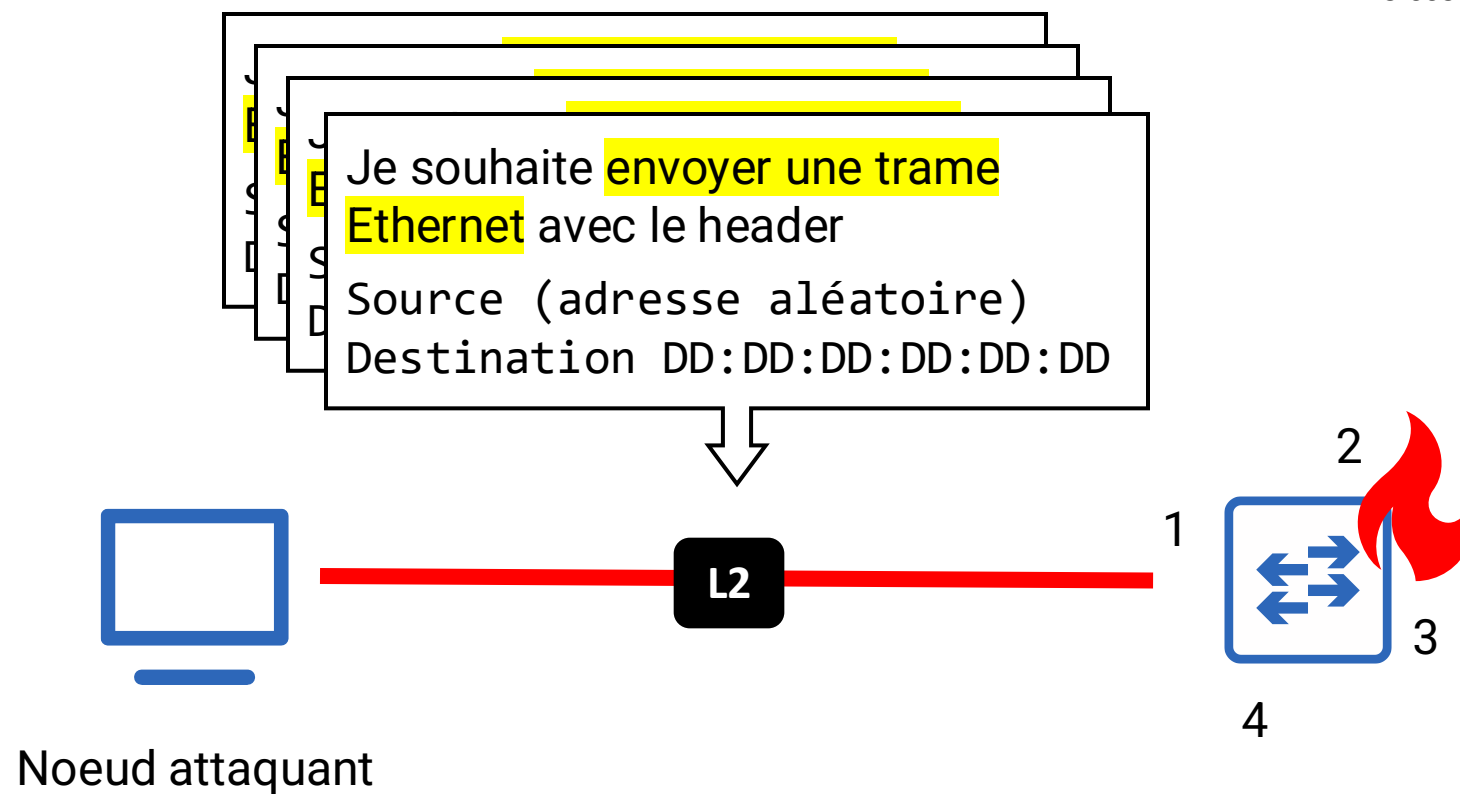 Je souhaite envoyer une trame
Ethernet avec le header
Source (adresse aléatoire)
Destination DD:DD:DD:DD:DD:DD
2
1
L2
3
4
Noeud attaquant